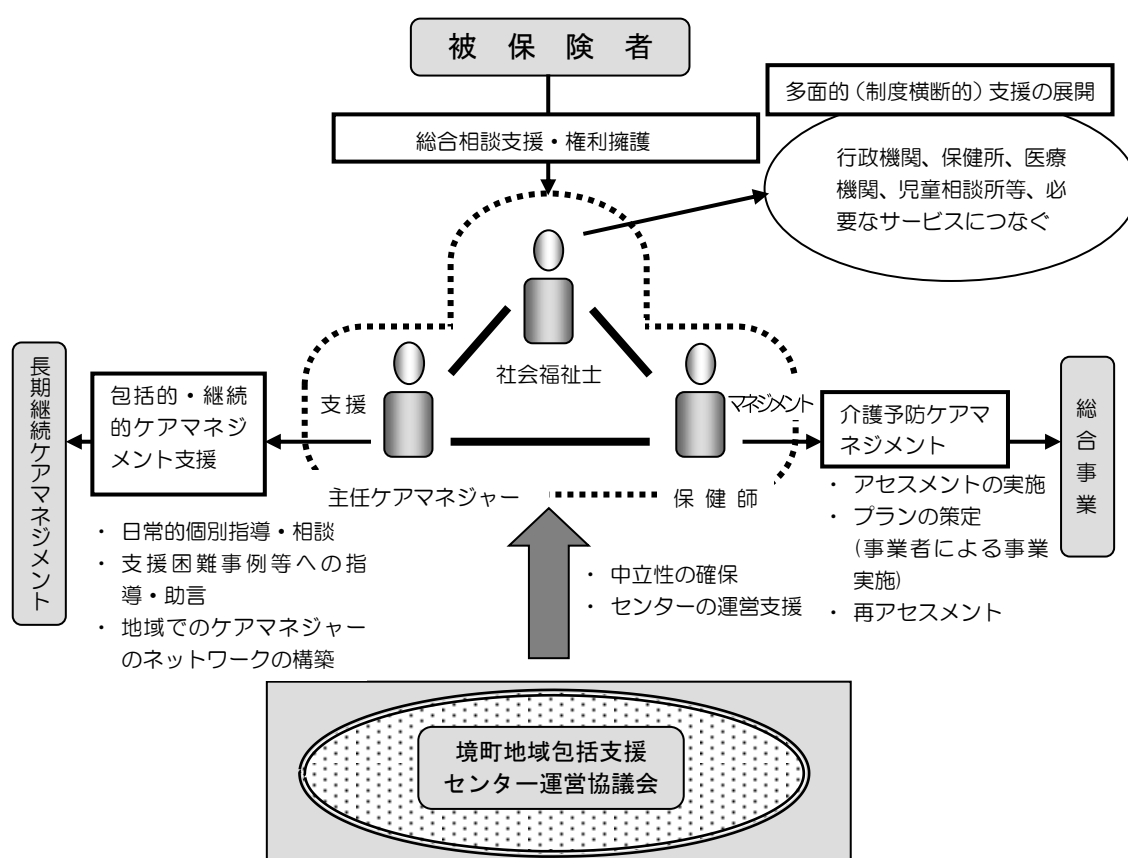 被保険者
多面的（制度横断的）支援の展開
総合相談支援・権利擁護
行政機関、保健所、医療
機関、児童相談所等、必
要なサービスにつなぐ
社会福祉士
長期継続ケアマネジメント
包括的・継続
的ケアマネジ
メント支援
支援
マネジメント
介護予防ケアマ
ネジメント
総合事業
主任ケアマネジャー
保健師
・ 日常的個別指導・相談
・ 支援困難事例等への指
導・助言
・ 地域でのケアマネジャー
のネットワークの構築
・ 中立性の確保
・ センターの運営支援
・ アセスメントの実施
・ プランの策定
(事業者による事業
実施)
・ 再アセスメント
境町地域包括支援
センター運営協議会